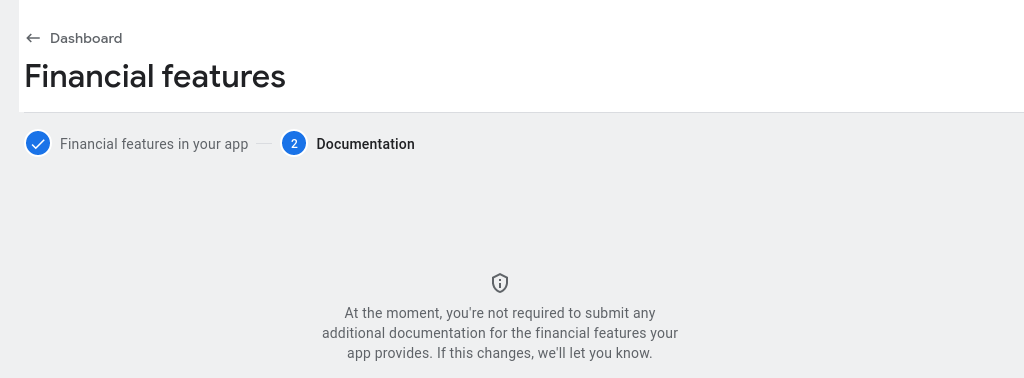 Dashboard
Financial features
Financial features in your app
2 Documentation
At the moment, you're not required to submit any
additional documentation for the financial features your
app provides. If this changes, we'll let you know.